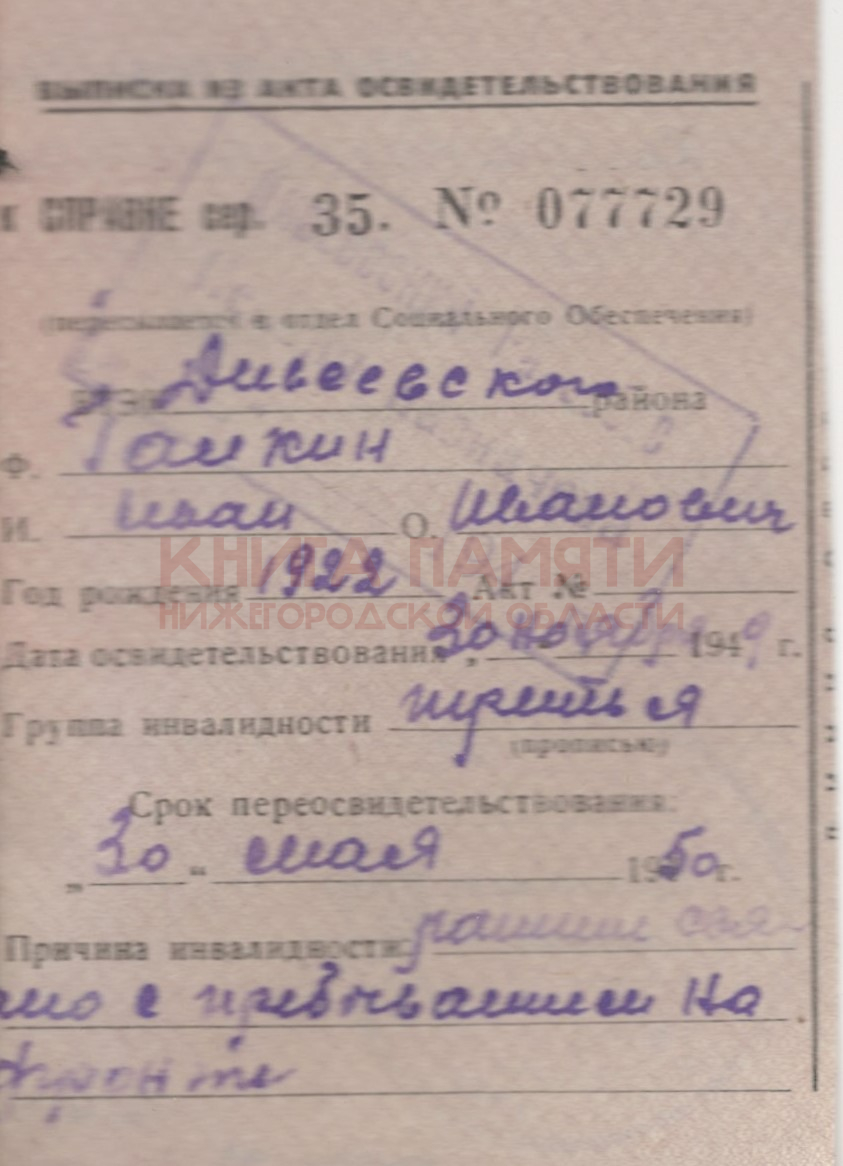 ВЫПИСКА ИЗ АКТА ОСВИДЕТЕЛЬСТВОВАНИЯ
к СПРАВКЕ сер. 35. № 077729
(пересылается в отдел Социального Обеспечения)
ВТЭК Дивеевского района
Ф.
И. Иван О. Иванович
КНИГА ПАМЯТИ
Год рождения 1922 Акт №
НИЖЕГОРОДСКОЙ ОБЛАСТИ
Дата освидетельствования „30 ноября 1949 г.
Группа инвалидности третья
(прописью)
Срок переосвидетельствования:
„30“ мая 1950 г.
Причина инвалидности: ранение свя-
но с пребыванием на
фронте